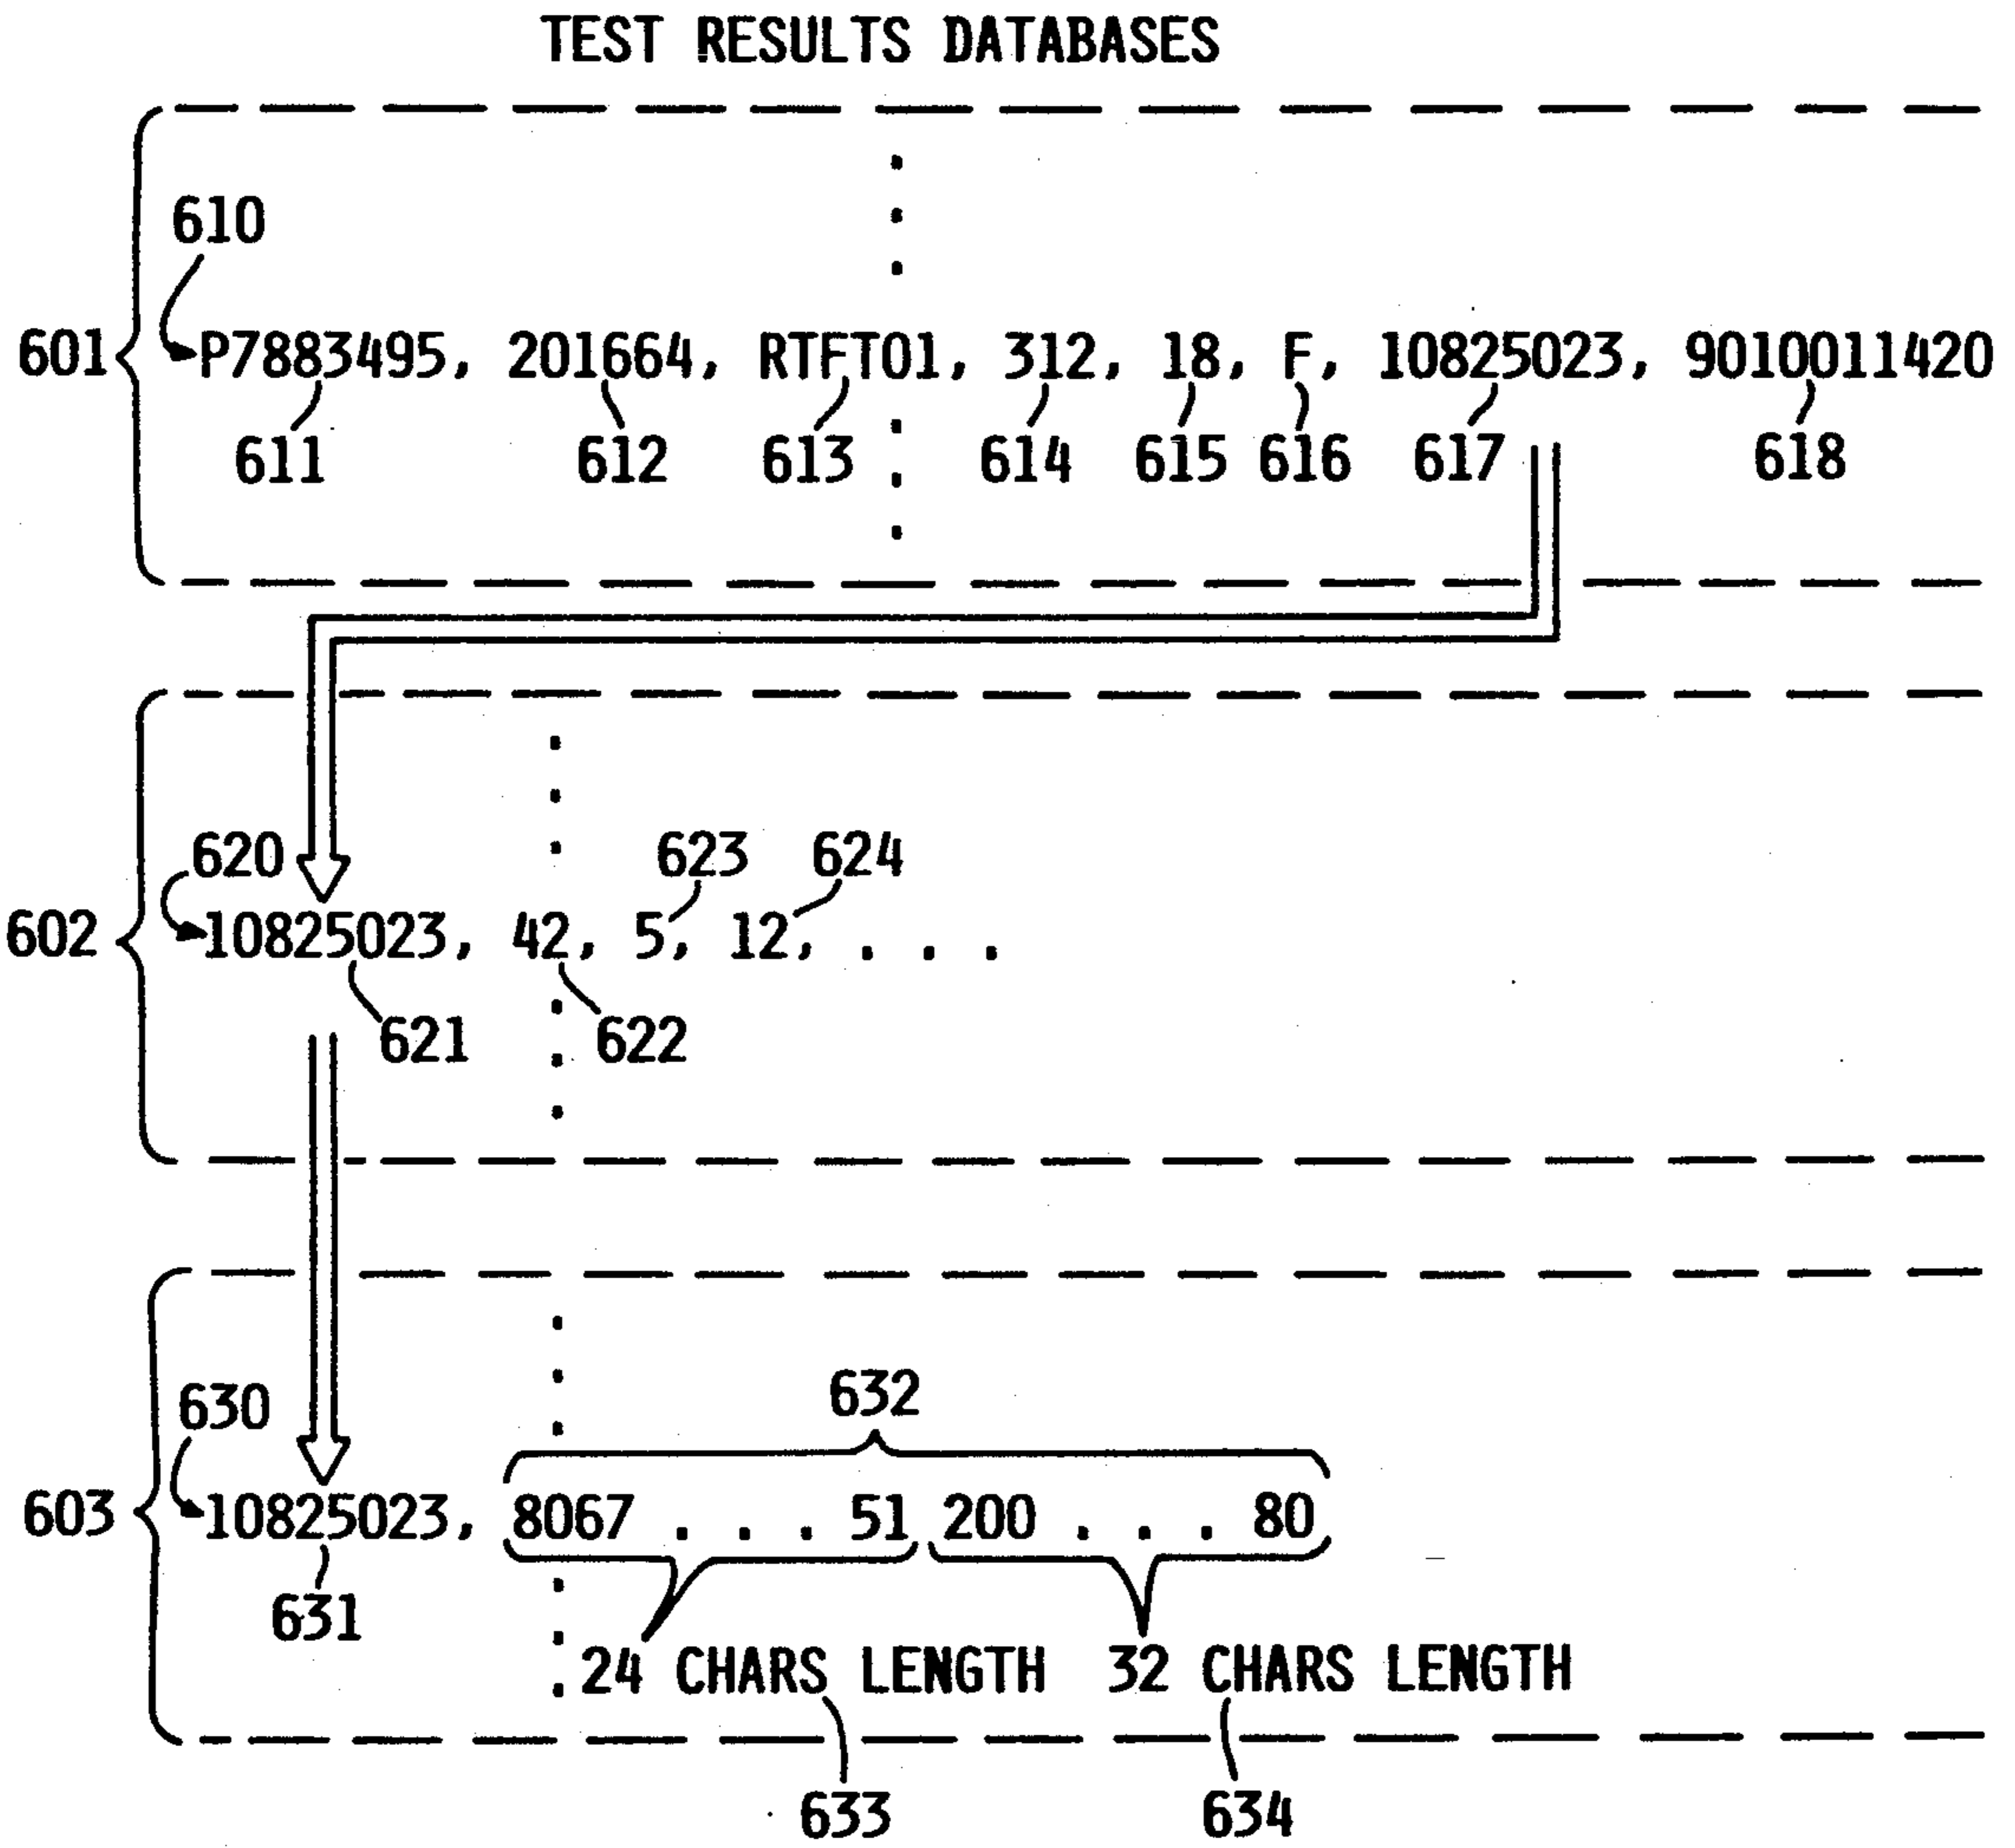 TEST RESULTS DATABASES
610
601
P7883495, 201664, RTFT01, 312, 18, F, 10825023, 9010011420
611 612 613 614 615 616 617 618
620 623 624
602
10825023, 42, 5, 12, . . .
621 622
632
630
603
10825023, 8067 . . . 51 200 . . . 80
631
24 CHARS LENGTH 32 CHARS LENGTH
633 634